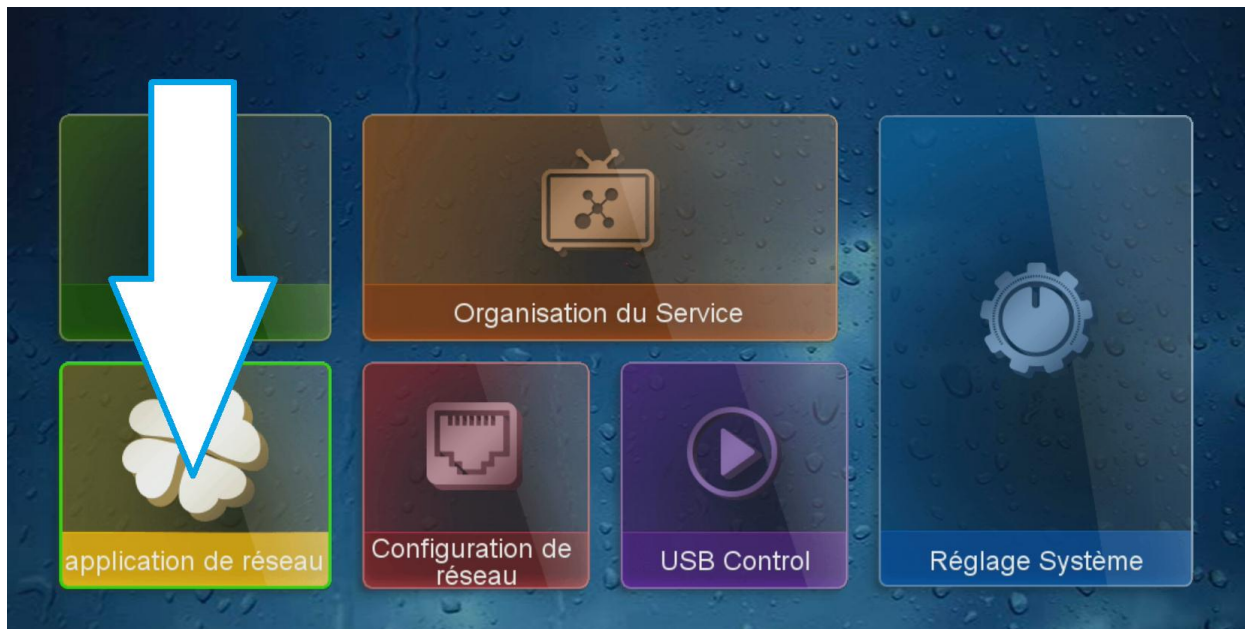 Organisation du Service
application de réseau
Configuration de
réseau
USB Control
Réglage Système